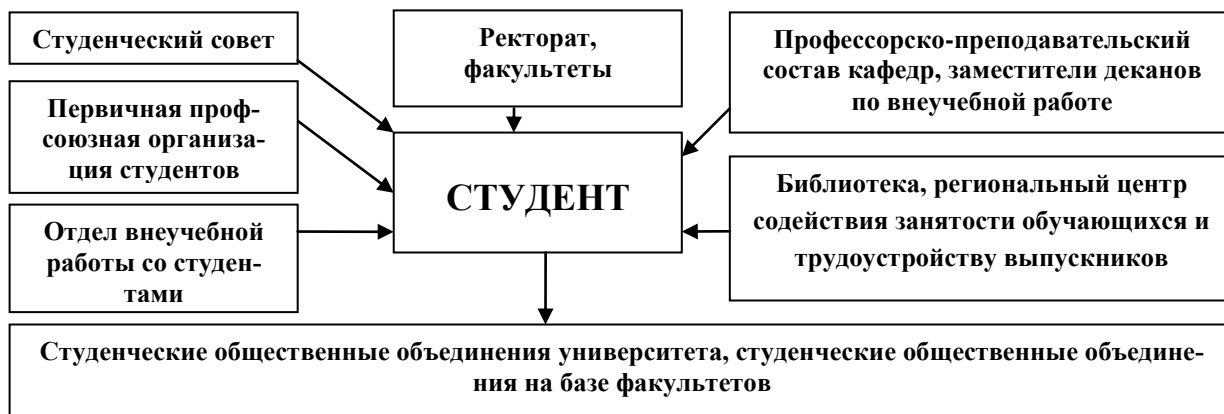 Студенческий совет
Первичная проф-
союзная организа-
ция студентов
Отдел внеучебной
работы со студен-
тами
Ректорат,
факультеты
СТУДЕНТ
Профессорско-преподавательский
состав кафедр, заместители деканов
по внеучебной работе
Библиотека, региональный центр
содействия занятости обучающихся и
трудоустройству выпускников
Студенческие общественные объединения университета, студенческие общественные объедине-
ния на базе факультетов